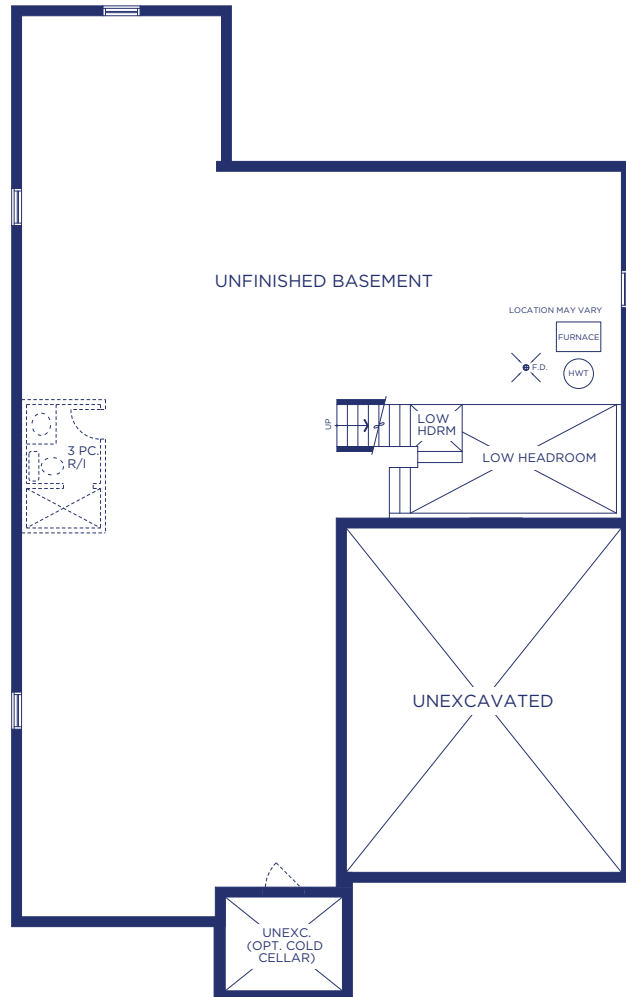 UNFINISHED BASEMENT
LOCATION MAY VARY
FURNACE
F.D.
HWT
UP
LOW
HDRM
LOW HEADROOM
3 PC.
R/I
UNEXCAVATED
UNEXC.
(OPT. COLD
CELLAR)